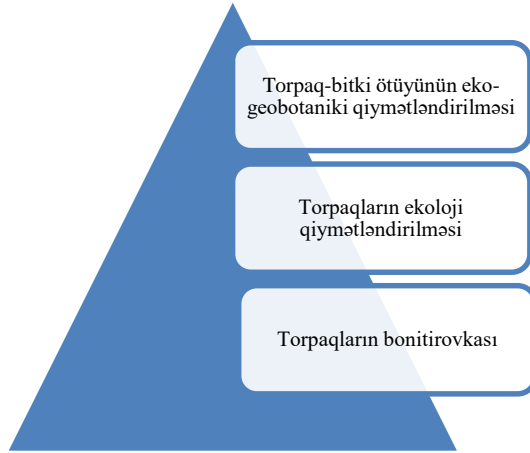 Torpaq-bitki ötüyünün eko-
geobotaniki qiymətləndirilməsi
Torpaqların ekoloji
qiymətləndirilməsi
Torpaqların bonitirovkası